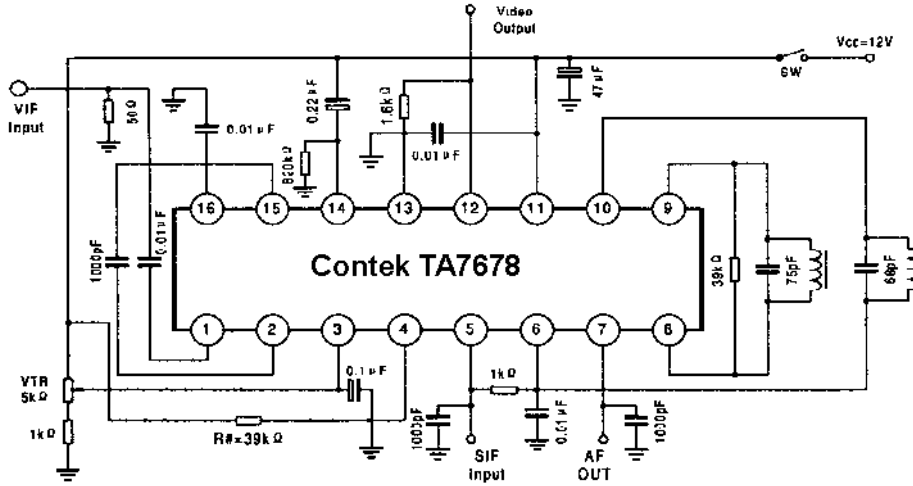 Video
Output
Vcc=12V
SW
VIF
Input
50Ω
0.01μF
0.22μF
820kΩ
1.6kΩ
0.01μF
47μF
16
15
14
13
12
11
10
9
1000pF
0.01μF
Contek TA7678
39kΩ
75pF
68pF
1
2
3
4
5
6
7
8
VTR
5kΩ
1kΩ
0.1μF
R#=39kΩ
1kΩ
1000pF
0.01μF
1000pF
SIF
Input
AF
OUT